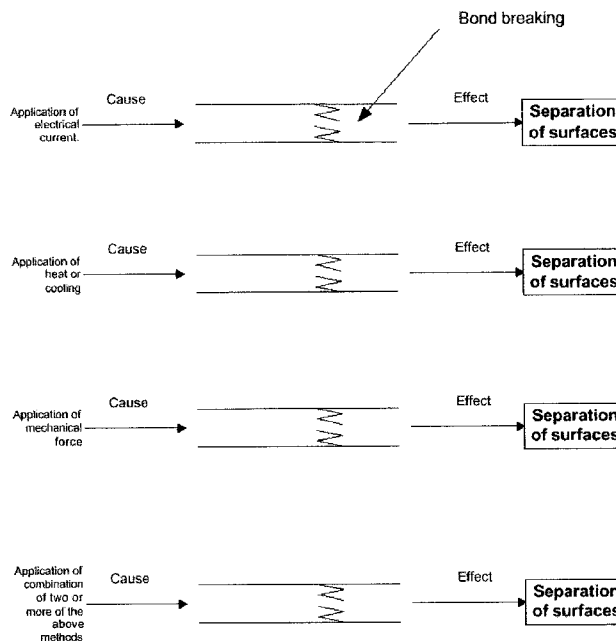 Bond breaking
Cause
Effect
Application of
electrical
current.
Separation
of surfaces
Cause
Effect
Application of
heat or
cooling
Separation
of surfaces
Cause
Effect
Application of
mechanical
force
Separation
of surfaces
Cause
Effect
Application of
combination
of two or
more of the
above
methods
Separation
of surfaces